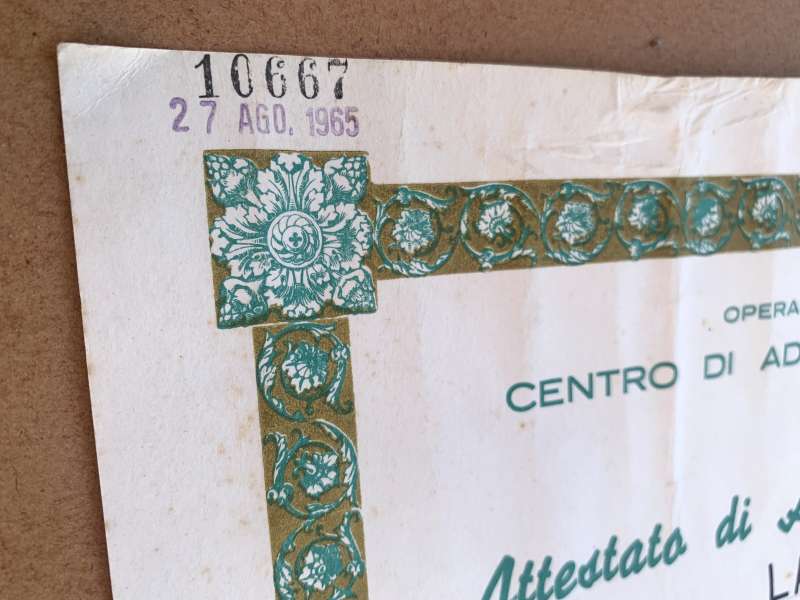 10667
27 AGO. 1965
OPERA
CENTRO DI AD
Attestato di A
LA